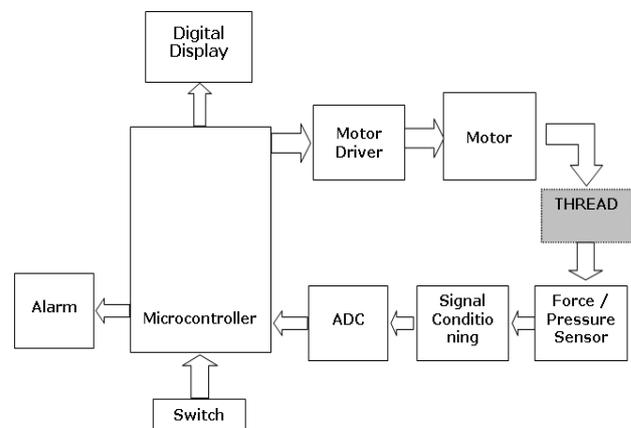 Digital
Display
Motor
Driver
Motor
THREAD
Alarm
Microcontroller
ADC
Signal
Conditio
ning
Force /
Pressure
Sensor
Switch